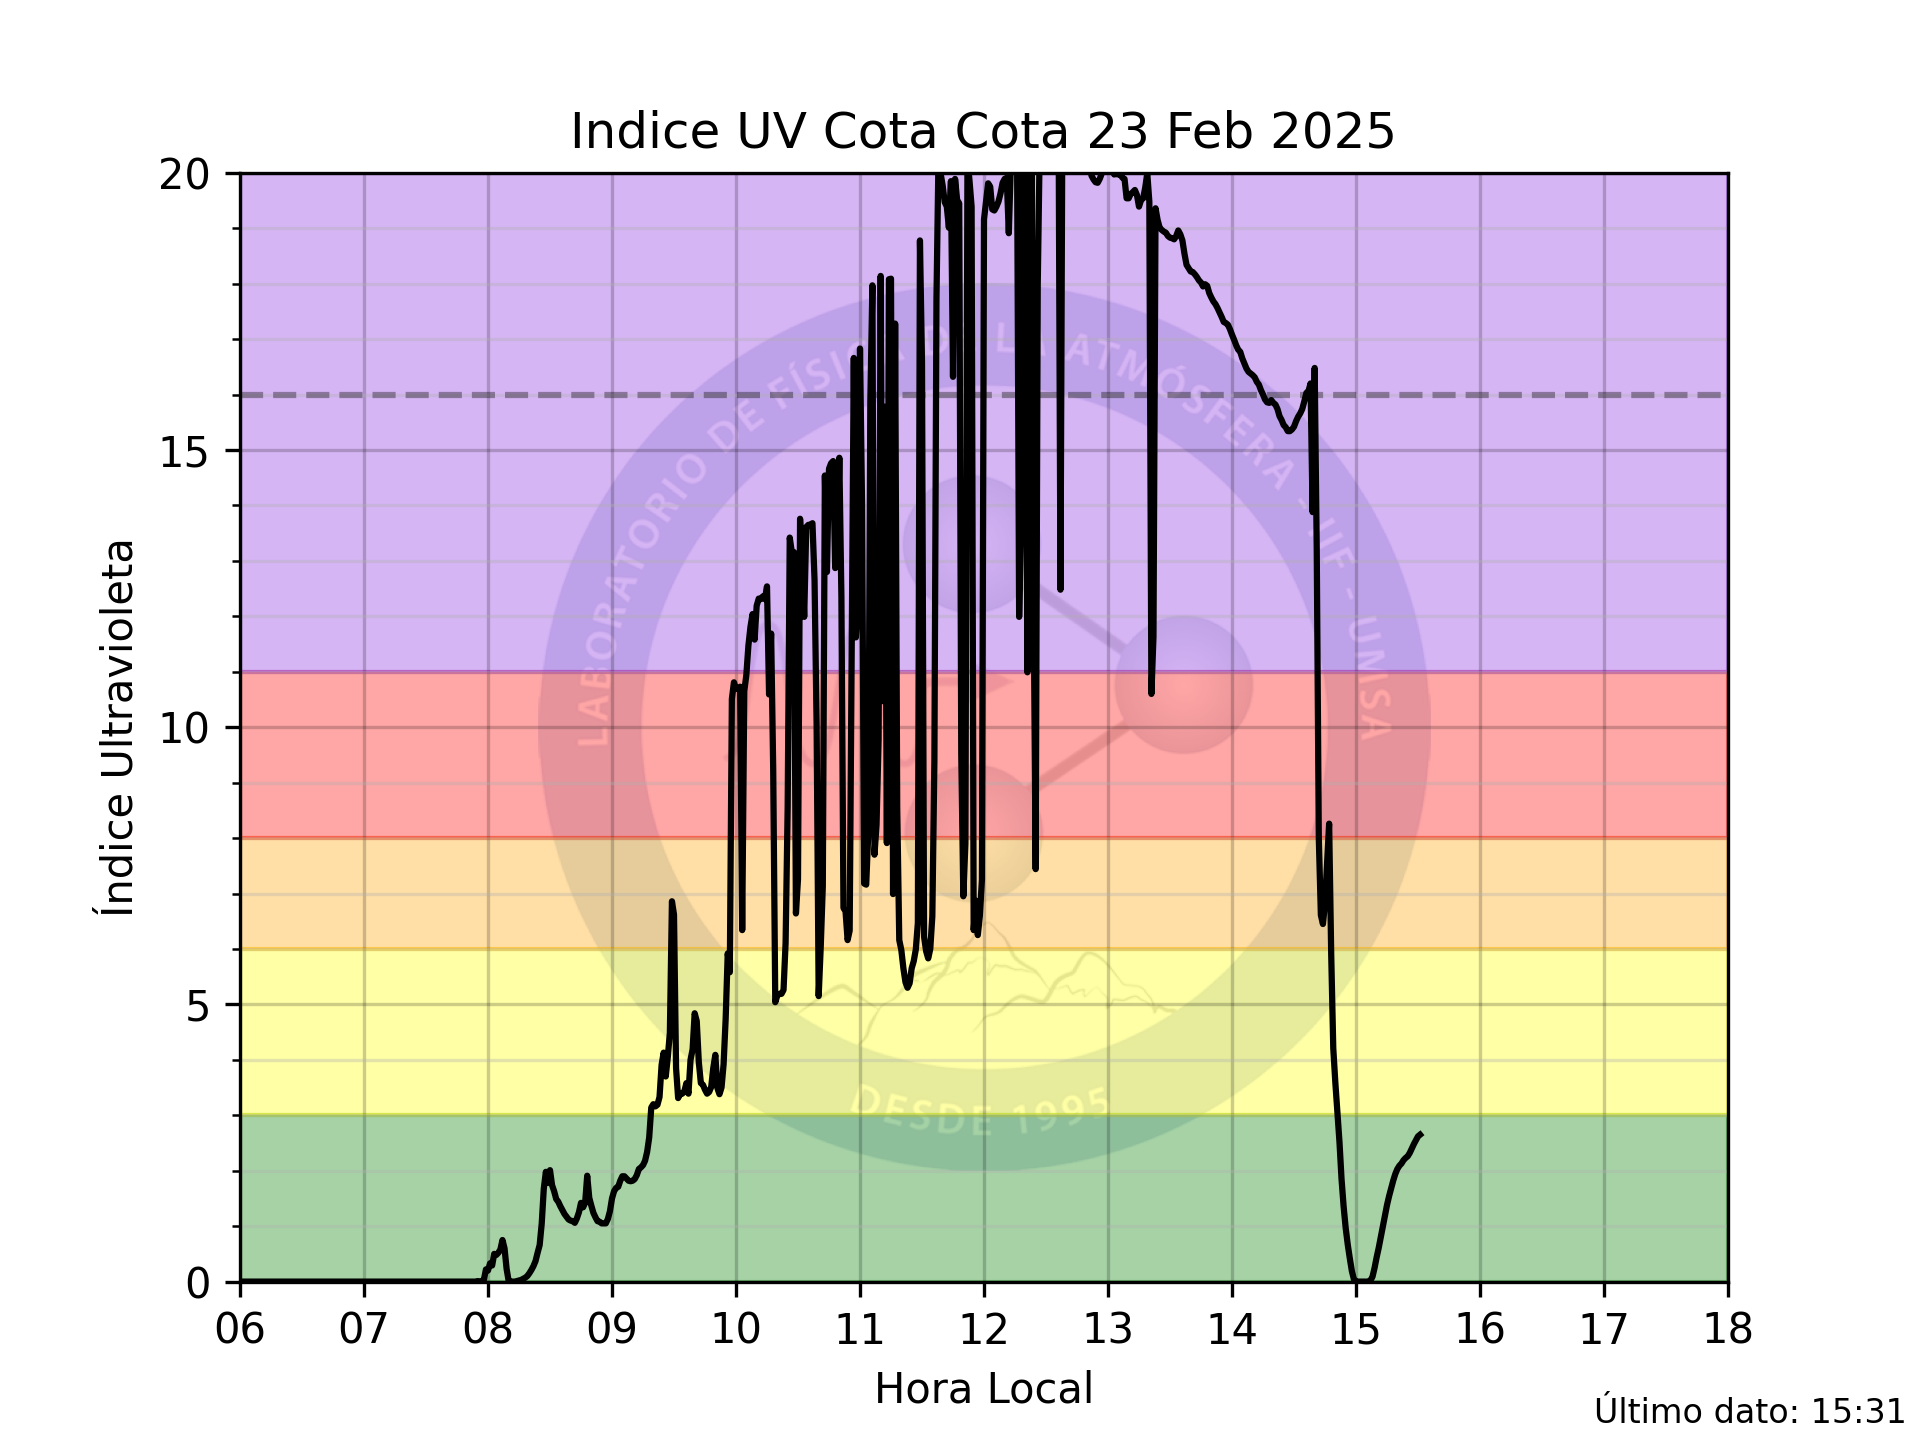 Indice UV Cota Cota 23 Feb 2025
20
15
10
5
0
Índice Ultravioleta
LABORATORIO DE FÍSICA DE LA ATMÓSFERA - IIF - UMSA
DESDE 1995
06 07 08 09 10 11 12 13 14 15 16 17 18
Hora Local
Último dato: 15:31